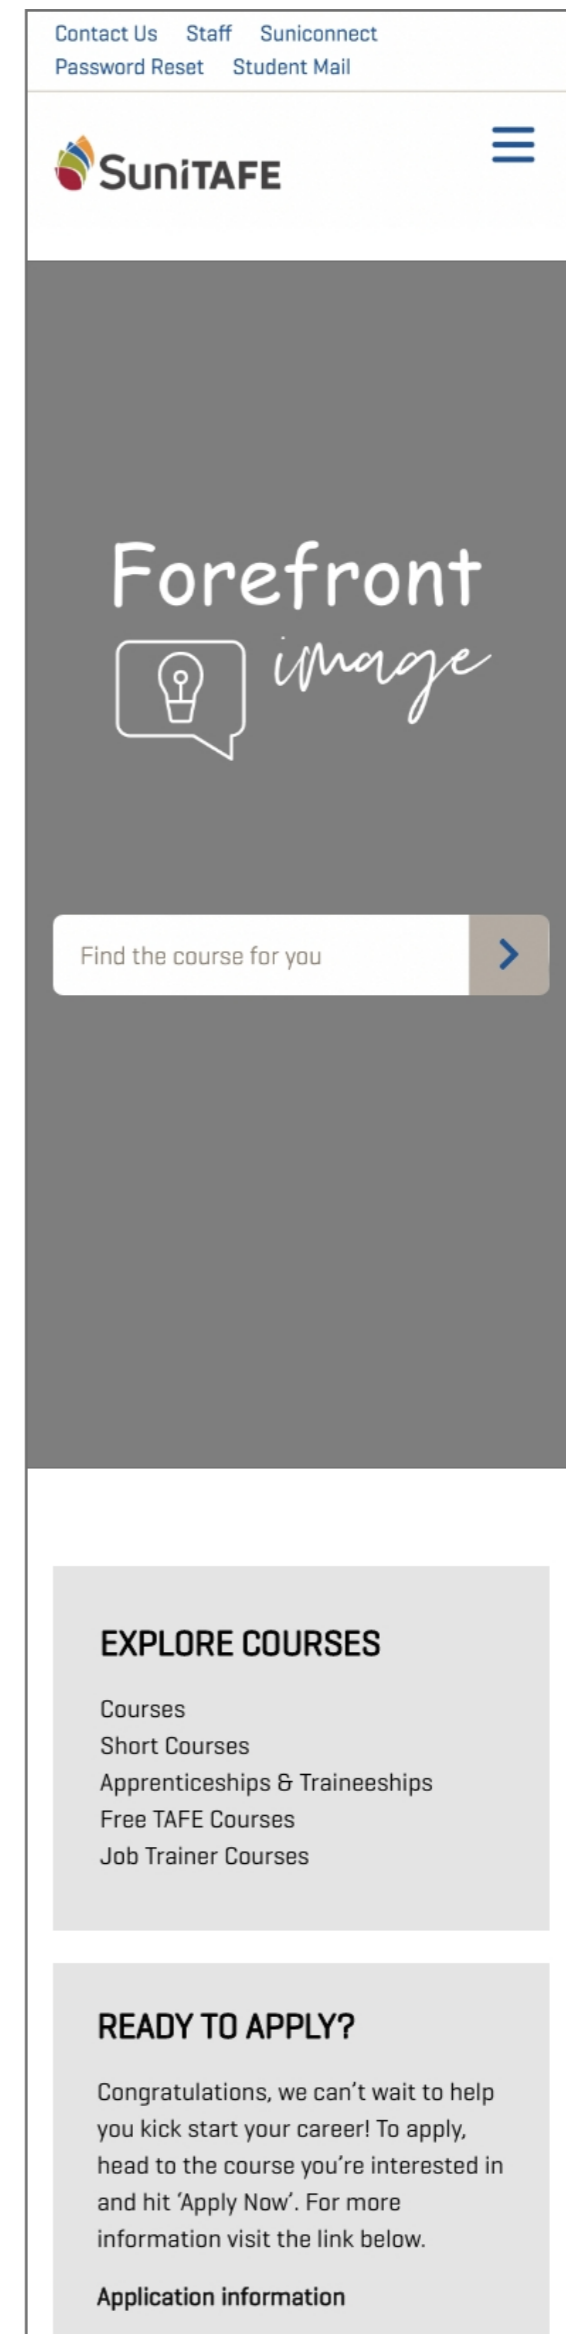 Contact Us Staff Suniconnect
Password Reset Student Mail
SuniTAFE
Forefront
image
Find the course for you
EXPLORE COURSES
Courses
Short Courses
Apprenticeships & Traineeships
Free TAFE Courses
Job Trainer Courses
READY TO APPLY?
Congratulations, we can’t wait to help
you kick start your career! To apply,
head to the course you’re interested in
and hit ‘Apply Now’. For more
information visit the link below.
Application information